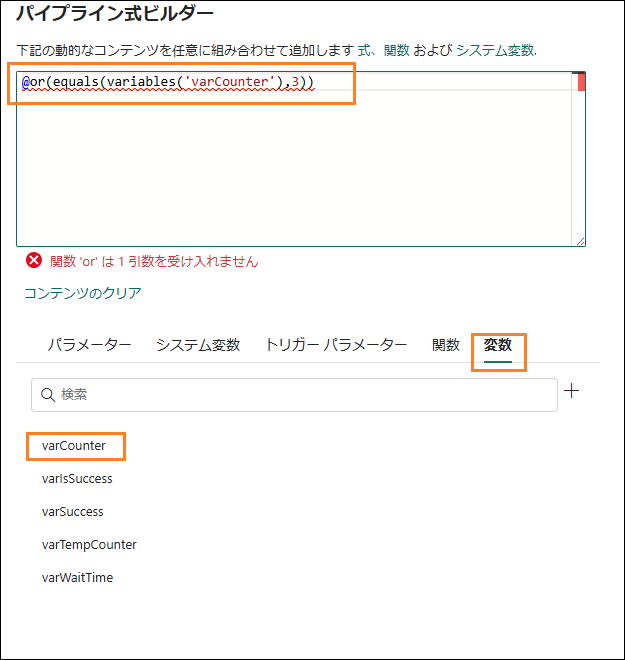 パイプライン式ビルダー
下記の動的なコンテンツを任意に組み合わせて追加します 式、関数 および システム変数.
@or(equals(variables('varCounter'),3))
関数 'or' は 1 引数を受け入れません
コンテンツのクリア
パラメーター システム変数 トリガー パラメーター 関数 変数
検索
varCounter
varIsSuccess
varSuccess
varTempCounter
varWaitTime